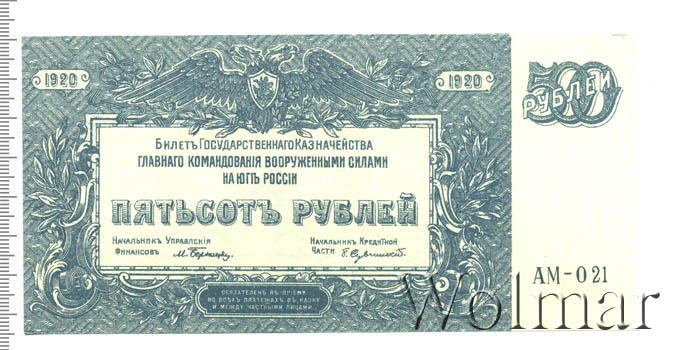 1920
1920
500
РУБЛЕЙ
БИЛЕТЪ ГОСУДАРСТВЕННАГО КАЗНАЧЕЙСТВА
ГЛАВНАГО КОМАНДОВАНІЯ ВООРУЖЕННЫМИ СИЛАМИ
НА ЮГѢ РОССІИ
ПЯТЬСОТЪ РУБЛЕЙ
НАЧАЛЬНИКЪ УПРАВЛЕНІЯ
ФИНАНСОВЪ
НАЧАЛЬНИКЪ КРЕДИТНОЙ
ЧАСТИ
АМ-021
ОБЯЗАТЕЛЕНЪ КЪ ПРІЕМУ
ВО ВСѢХЪ ПЛАТЕЖАХЪ ВЪ КАЗНУ
И МЕЖДУ ЧАСТНЫМИ ЛИЦАМИ.
Wolmar